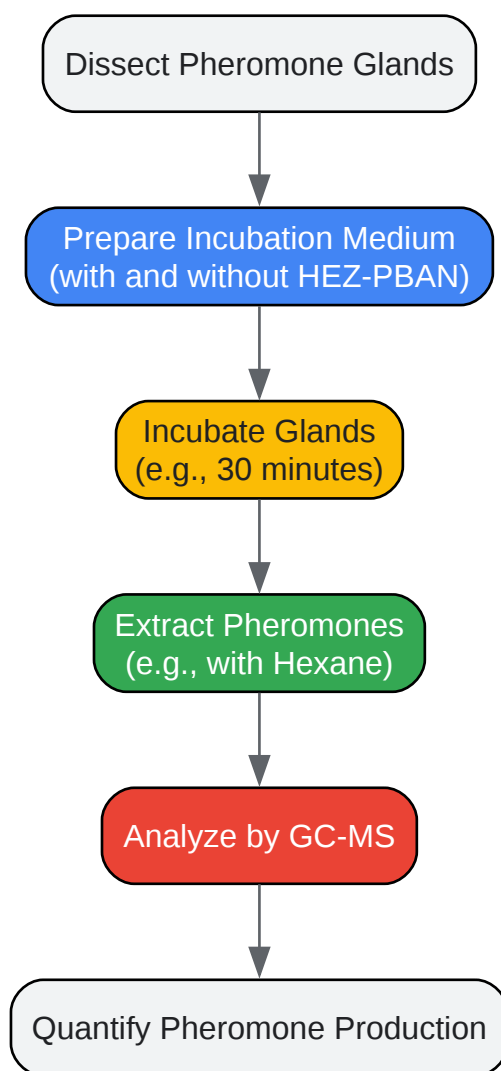 Dissect Pheromone Glands
Prepare Incubation Medium
(with and without HEZ-PBAN)
Incubate Glands
(e.g., 30 minutes)
Extract Pheromones
(e.g., with Hexane)
Analyze by GC-MS
Quantify Pheromone Production